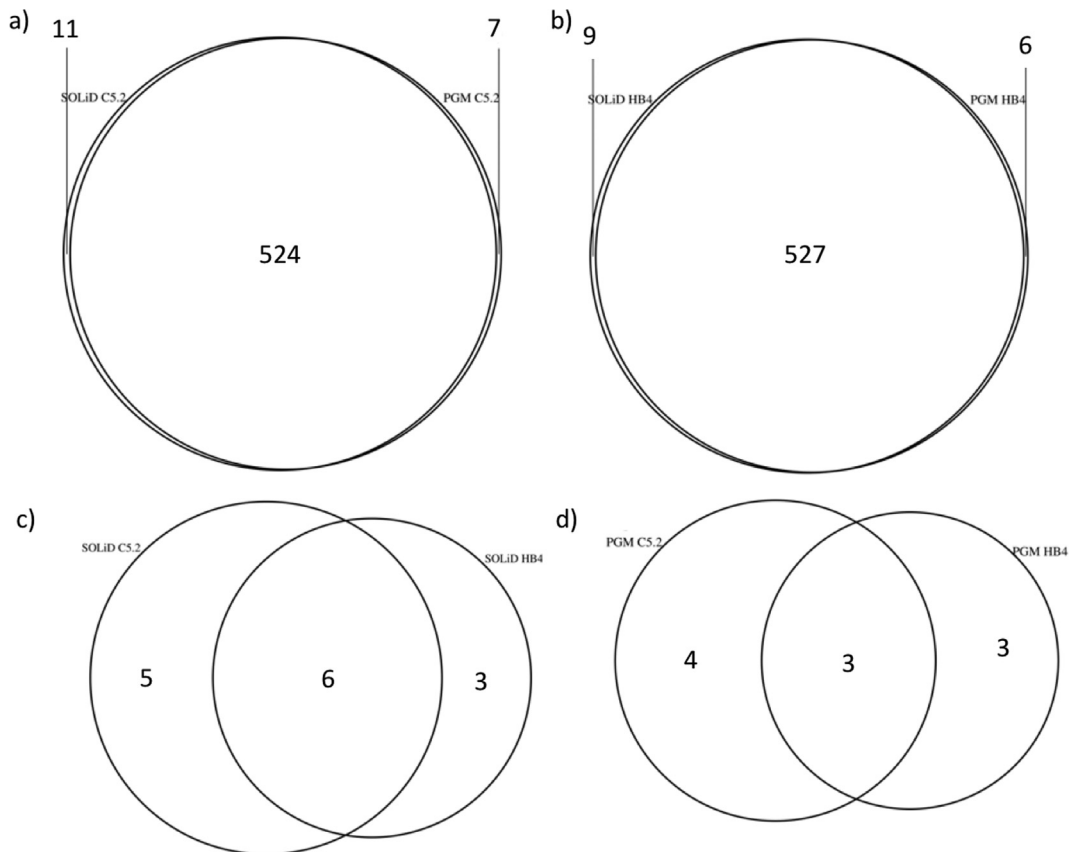 a)
11
7
SOLiD C5.2
PGM C5.2
524
b)
9
6
SOLiD HB4
PGM HB4
527
c)
SOLiD C5.2
SOLiD HB4
5
6
3
d)
PGM C5.2
PGM HB4
4
3
3